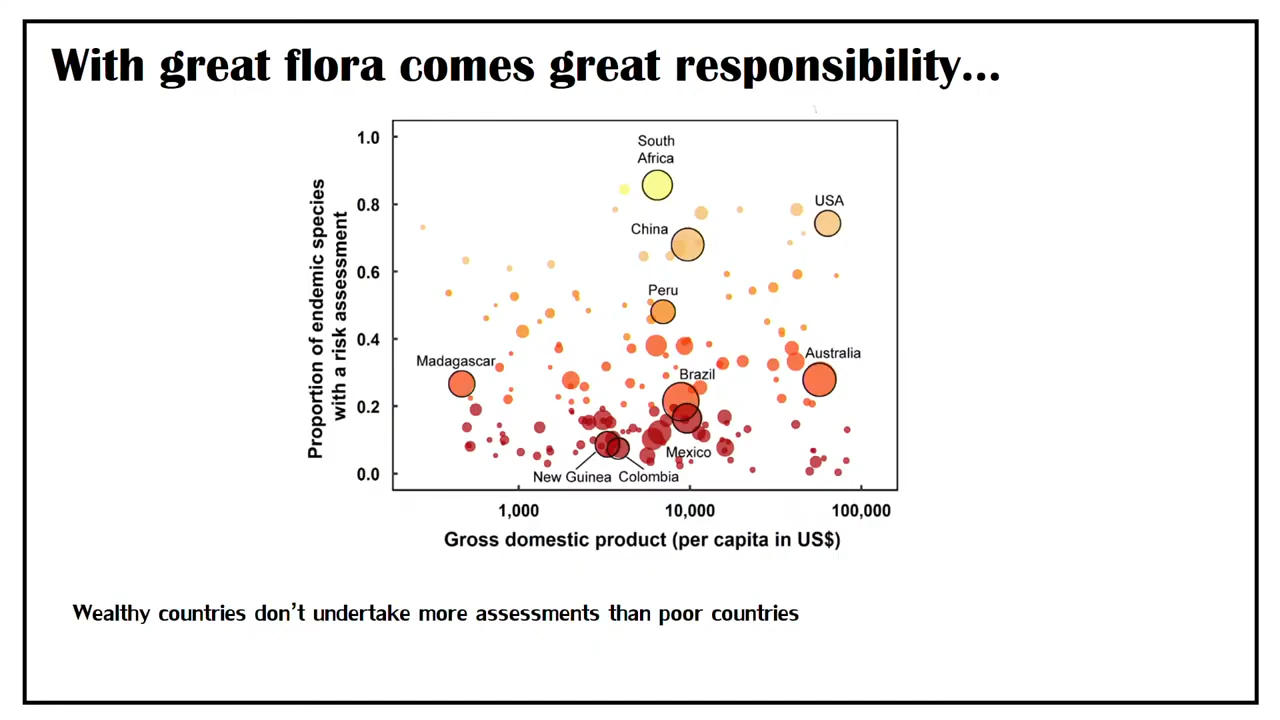 With great flora comes great responsibility...
Proportion of endemic species
with a risk assessment
1.0
0.8
0.6
0.4
0.2
0.0
South
Africa
USA
China
Peru
Madagascar
Australia
Brazil
Mexico
New Guinea
Colombia
1,000
10,000
100,000
Gross domestic product (per capita in US$)
Wealthy countries don't undertake more assessments than poor countries